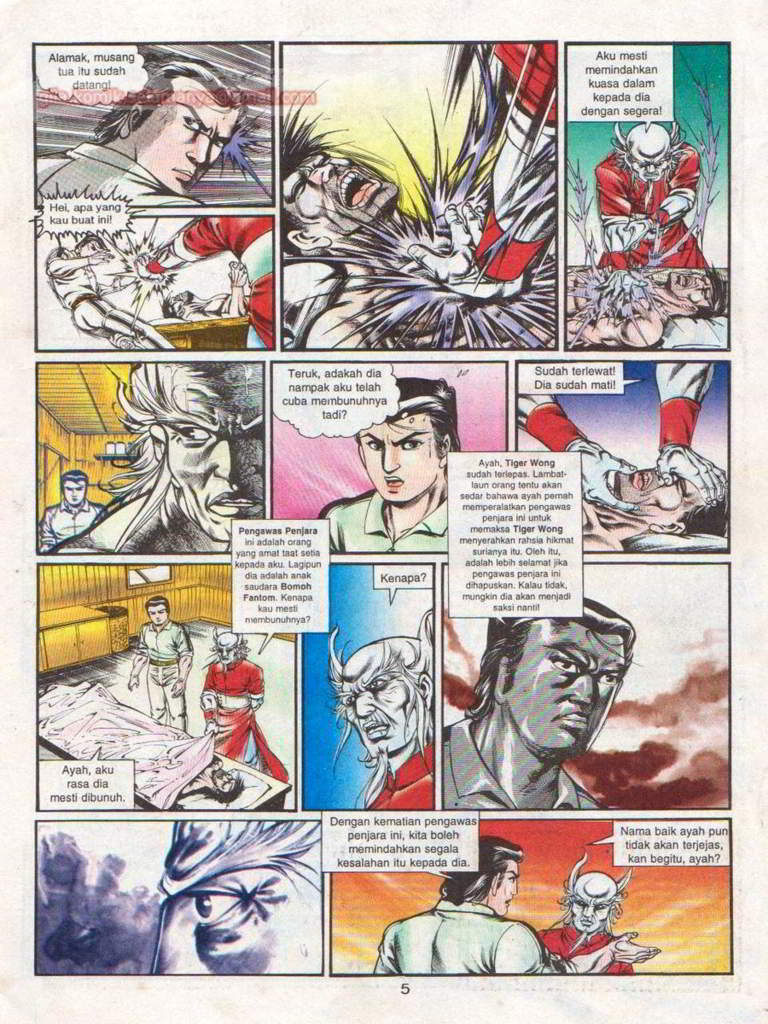 Alamak, musang
tua itu sudah
datang!
Hei, apa yang
kau buat ini!
Aku mesti
memindahkan
kuasa dalam
kepada dia
dengan segera!
Teruk, adakah dia
nampak aku telah
cuba membunuhnya
tadi?
Sudah terlewat!
Dia sudah mati!
Pengawas Penjara
ini adalah orang
yang amat taat setia
kepada aku. Lagipun
dia adalah anak
saudara Bomoh
Fantom. Kenapa
kau mesti
membunuhnya?
Ayah, aku
rasa dia
mesti dibunuh.
Kenapa?
Ayah, Tiger Wong
sudah terlepas. Lambat-
laun orang tentu akan
sedar bahawa ayah pernah
memperalatkan pengawas
penjara ini untuk
memaksa Tiger Wong
menyerahkan rahsia hikmat
surianya itu. Oleh itu,
adalah lebih selamat jika
pengawas penjara ini
dihapuskan. Kalau tidak,
mungkin dia akan menjadi
saksi nanti!
Dengan kematian pengawas
penjara ini, kita boleh
memindahkan segala
kesalahan itu kepada dia.
Nama baik ayah pun
tidak akan terjejas,
kan begitu, ayah?
5